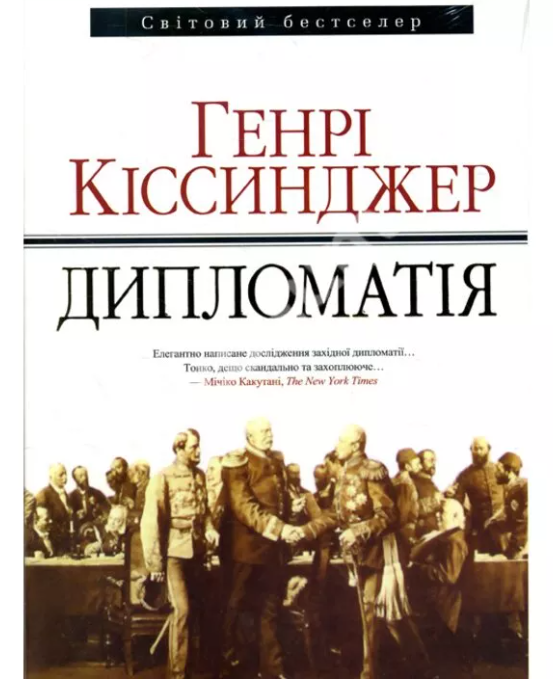 Світовий бестселер
ГЕНРІ
КІССИНДЖЕР
ДИПЛОМАТІЯ
Елегантно написане дослідження західної дипломатії…
Тонко, дещо скандально та захоплююче…
— Мічіко Какутані, The New York Times